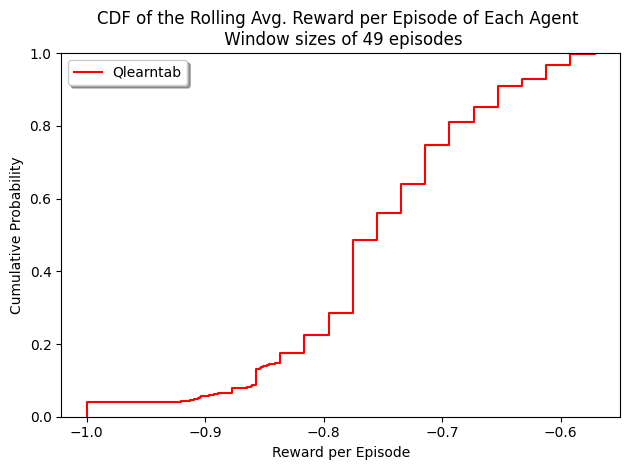 CDF of the Rolling Avg. Reward per Episode of Each Agent
Window sizes of 49 episodes
Qlearntab
Cumulative Probability
1.0
0.8
0.6
0.4
0.2
0.0
−1.0 −0.9 −0.8 −0.7 −0.6
Reward per Episode